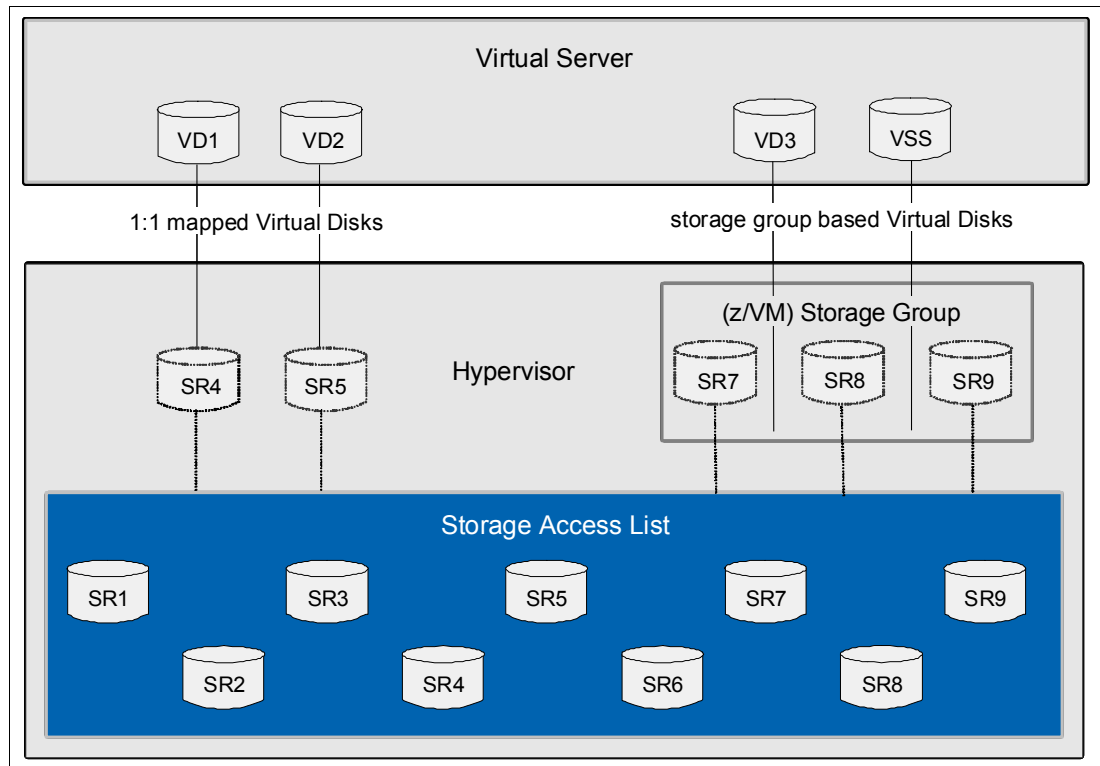 Virtual Server
VD1
VD2
VD3
VSS
1:1 mapped Virtual Disks
storage group based Virtual Disks
(z/VM) Storage Group
SR4
SR5
Hypervisor
SR7
SR8
SR9
Storage Access List
SR1
SR3
SR5
SR7
SR9
SR2
SR4
SR6
SR8